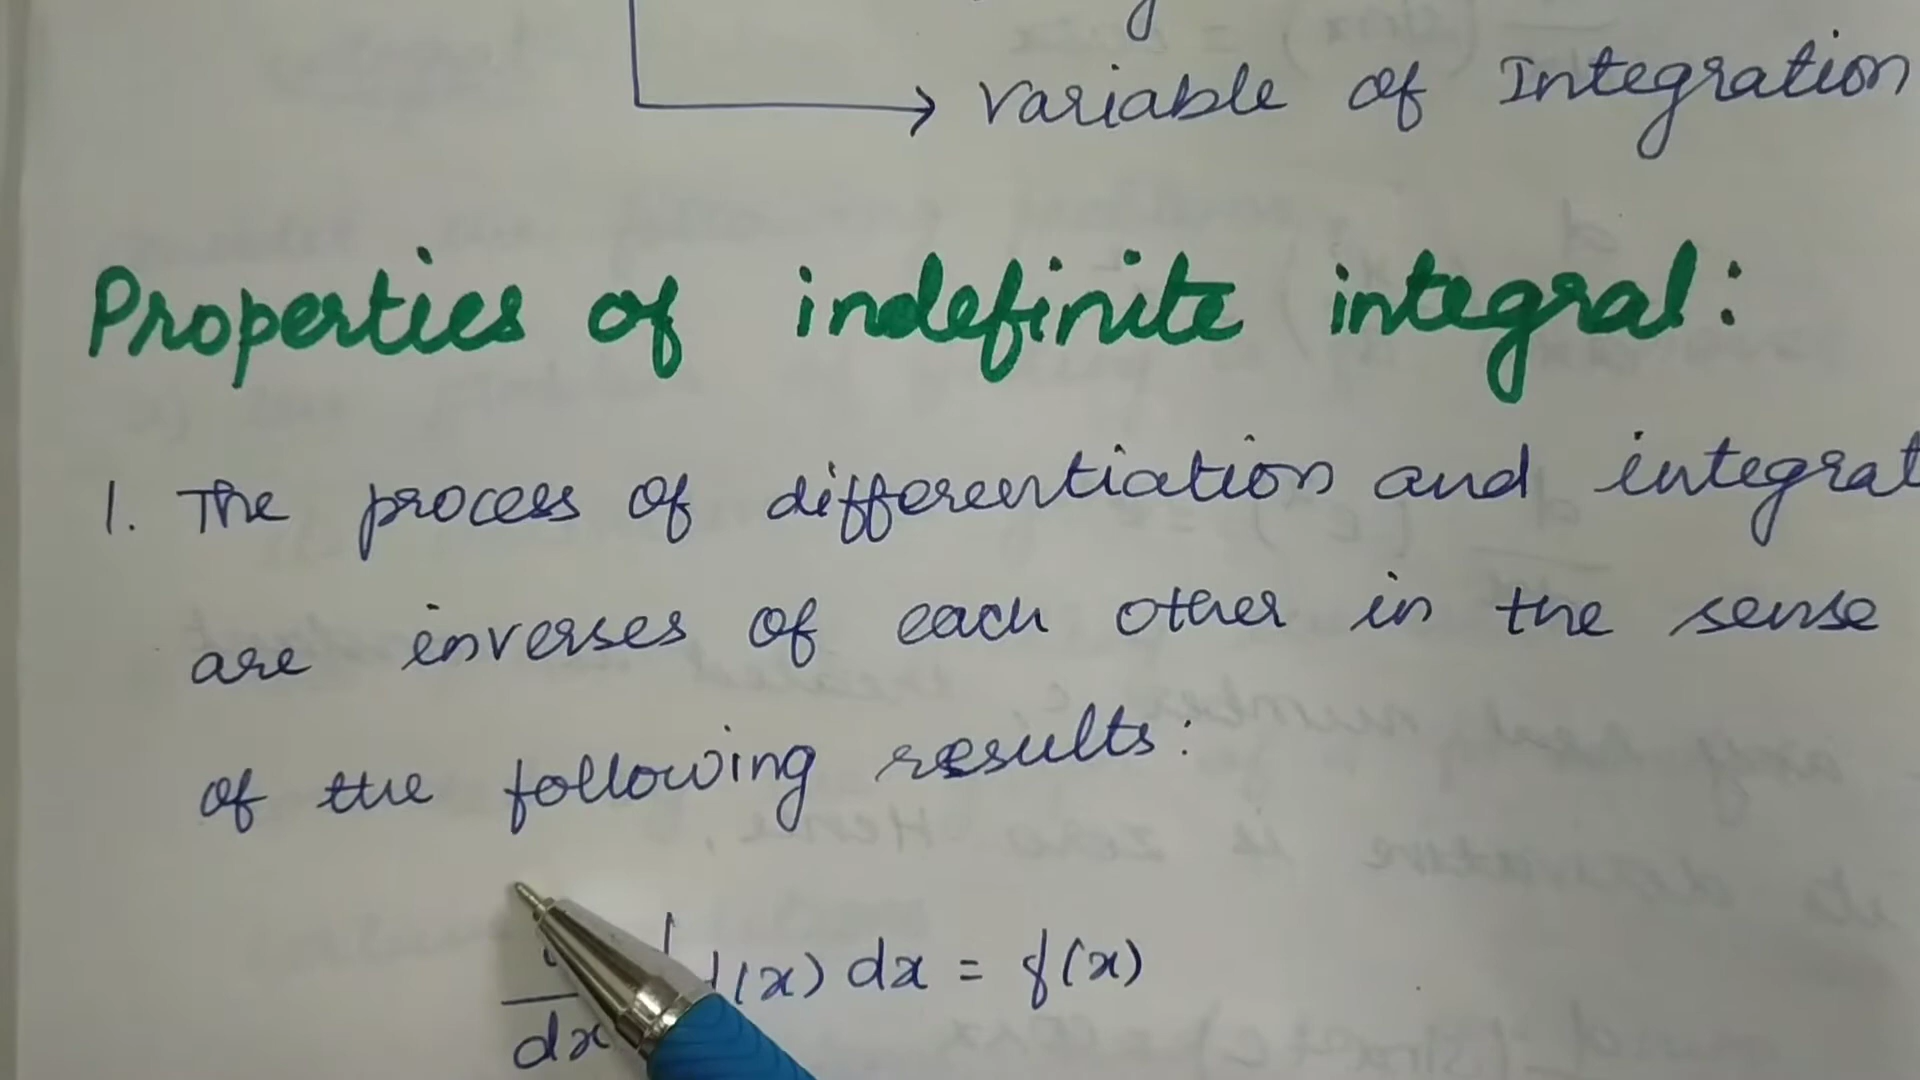 Variable of Integration
Properties of indefinite integral:
1. The process of differentiation and integrat
are inverses of each other in the sense
of the following results:
dx (x) dx = f(x)